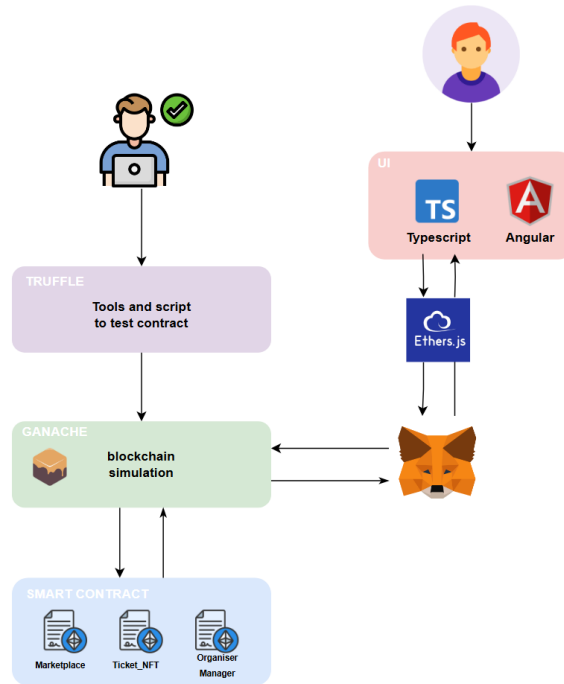 UI
TS
Typescript
Angular
TRUFFLE
Tools and script
to test contract
Ethers.js
GANACHE
blockchain
simulation
SMART CONTRACT
Marketplace
Ticket_NFT
Organiser
Manager